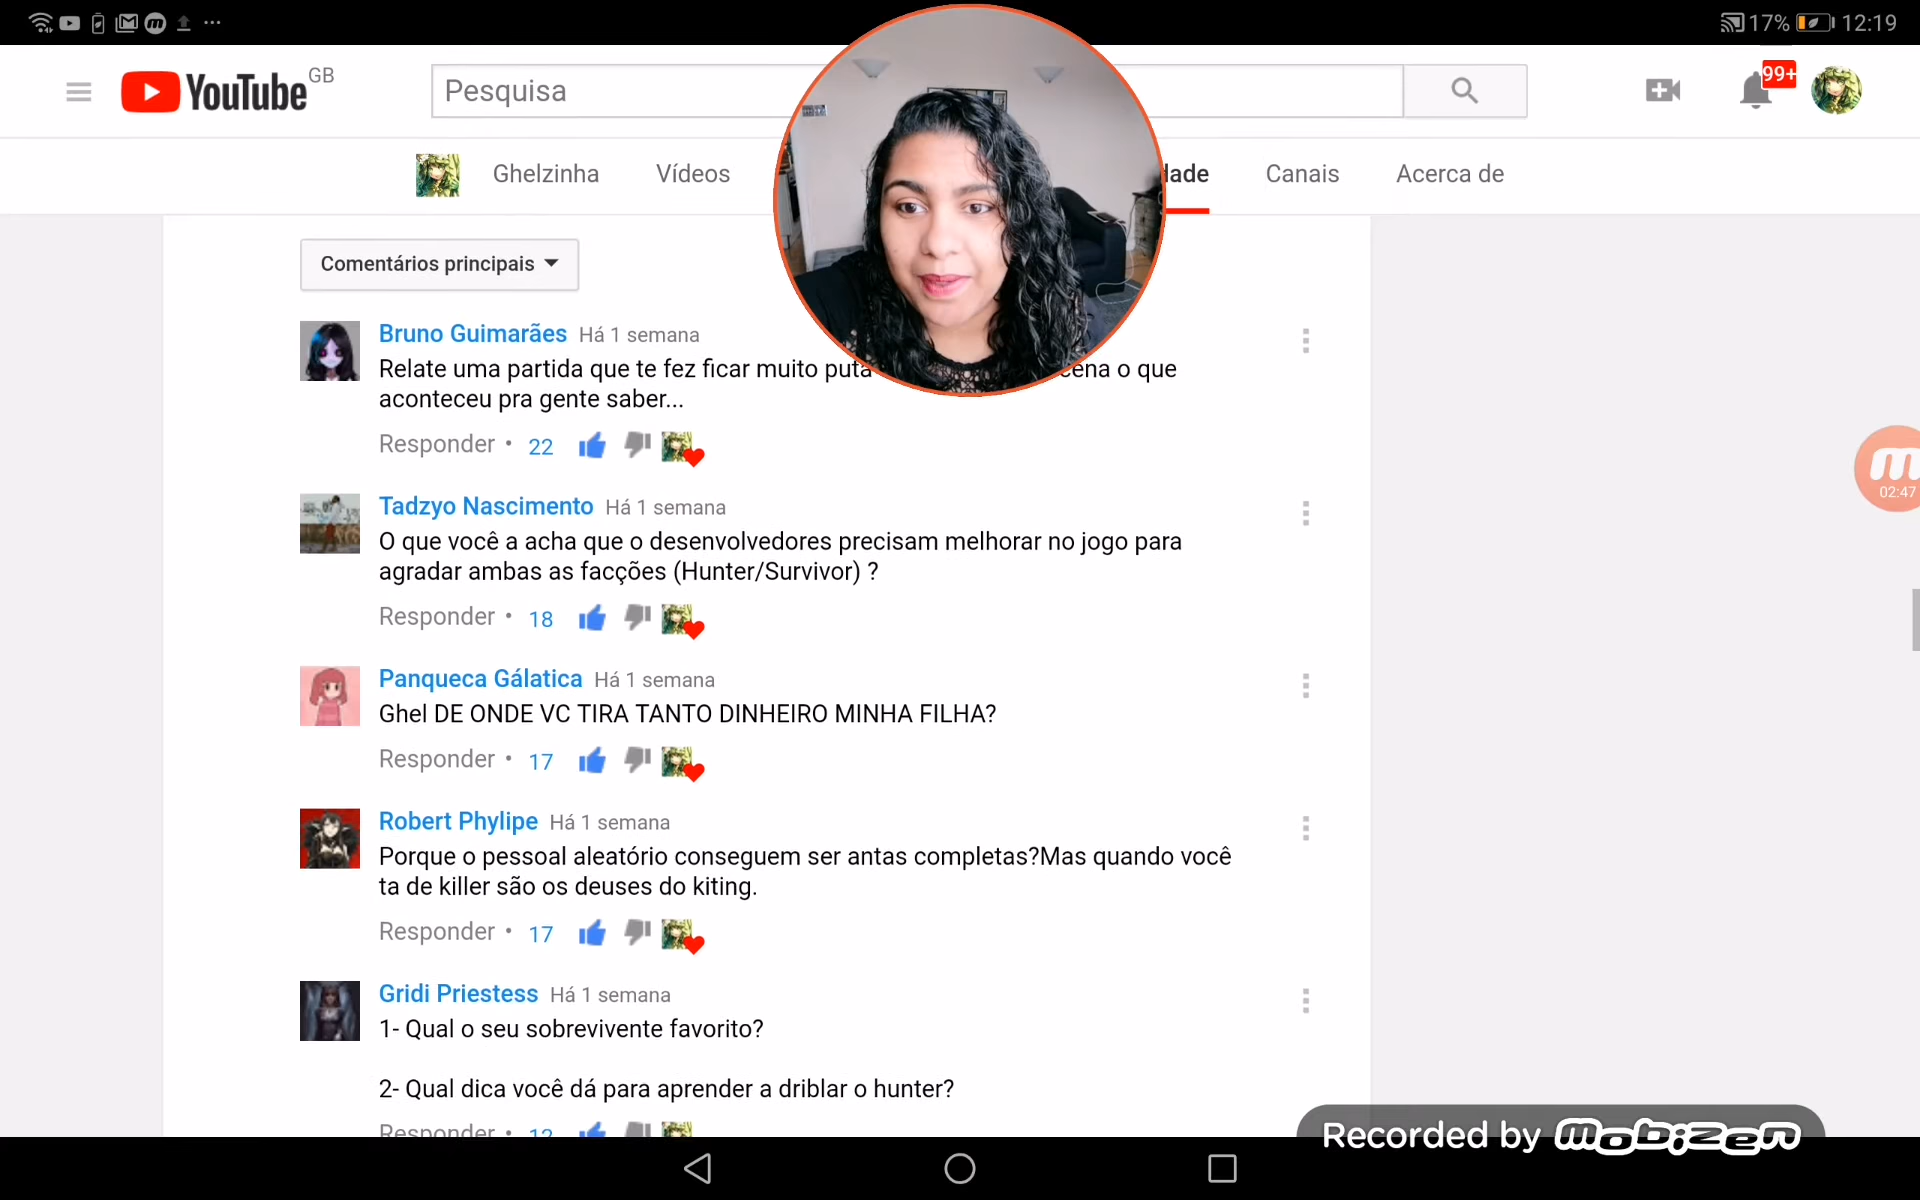 17% 12:19
YouTube GB
Pesquisa
99+
Ghelzinha Vídeos dade Canais Acerca de
Comentários principais
Bruno Guimarães Há 1 semana
Relate uma partida que te fez ficar muito puta cena o que
aconteceu pra gente saber...
Responder • 22
Tadzyo Nascimento Há 1 semana
O que você a acha que o desenvolvedores precisam melhorar no jogo para
agradar ambas as facções (Hunter/Survivor) ?
Responder • 18
Panqueca Gálatica Há 1 semana
Ghel DE ONDE VC TIRA TANTO DINHEIRO MINHA FILHA?
Responder • 17
Robert Phylipe Há 1 semana
Porque o pessoal aleatório conseguem ser antas completas?Mas quando você
ta de killer são os deuses do kiting.
Responder • 17
Gridi Priestess Há 1 semana
1- Qual o seu sobrevivente favorito?
2- Qual dica você dá para aprender a driblar o hunter?
Responder • 12
02:47
Recorded by mobizen